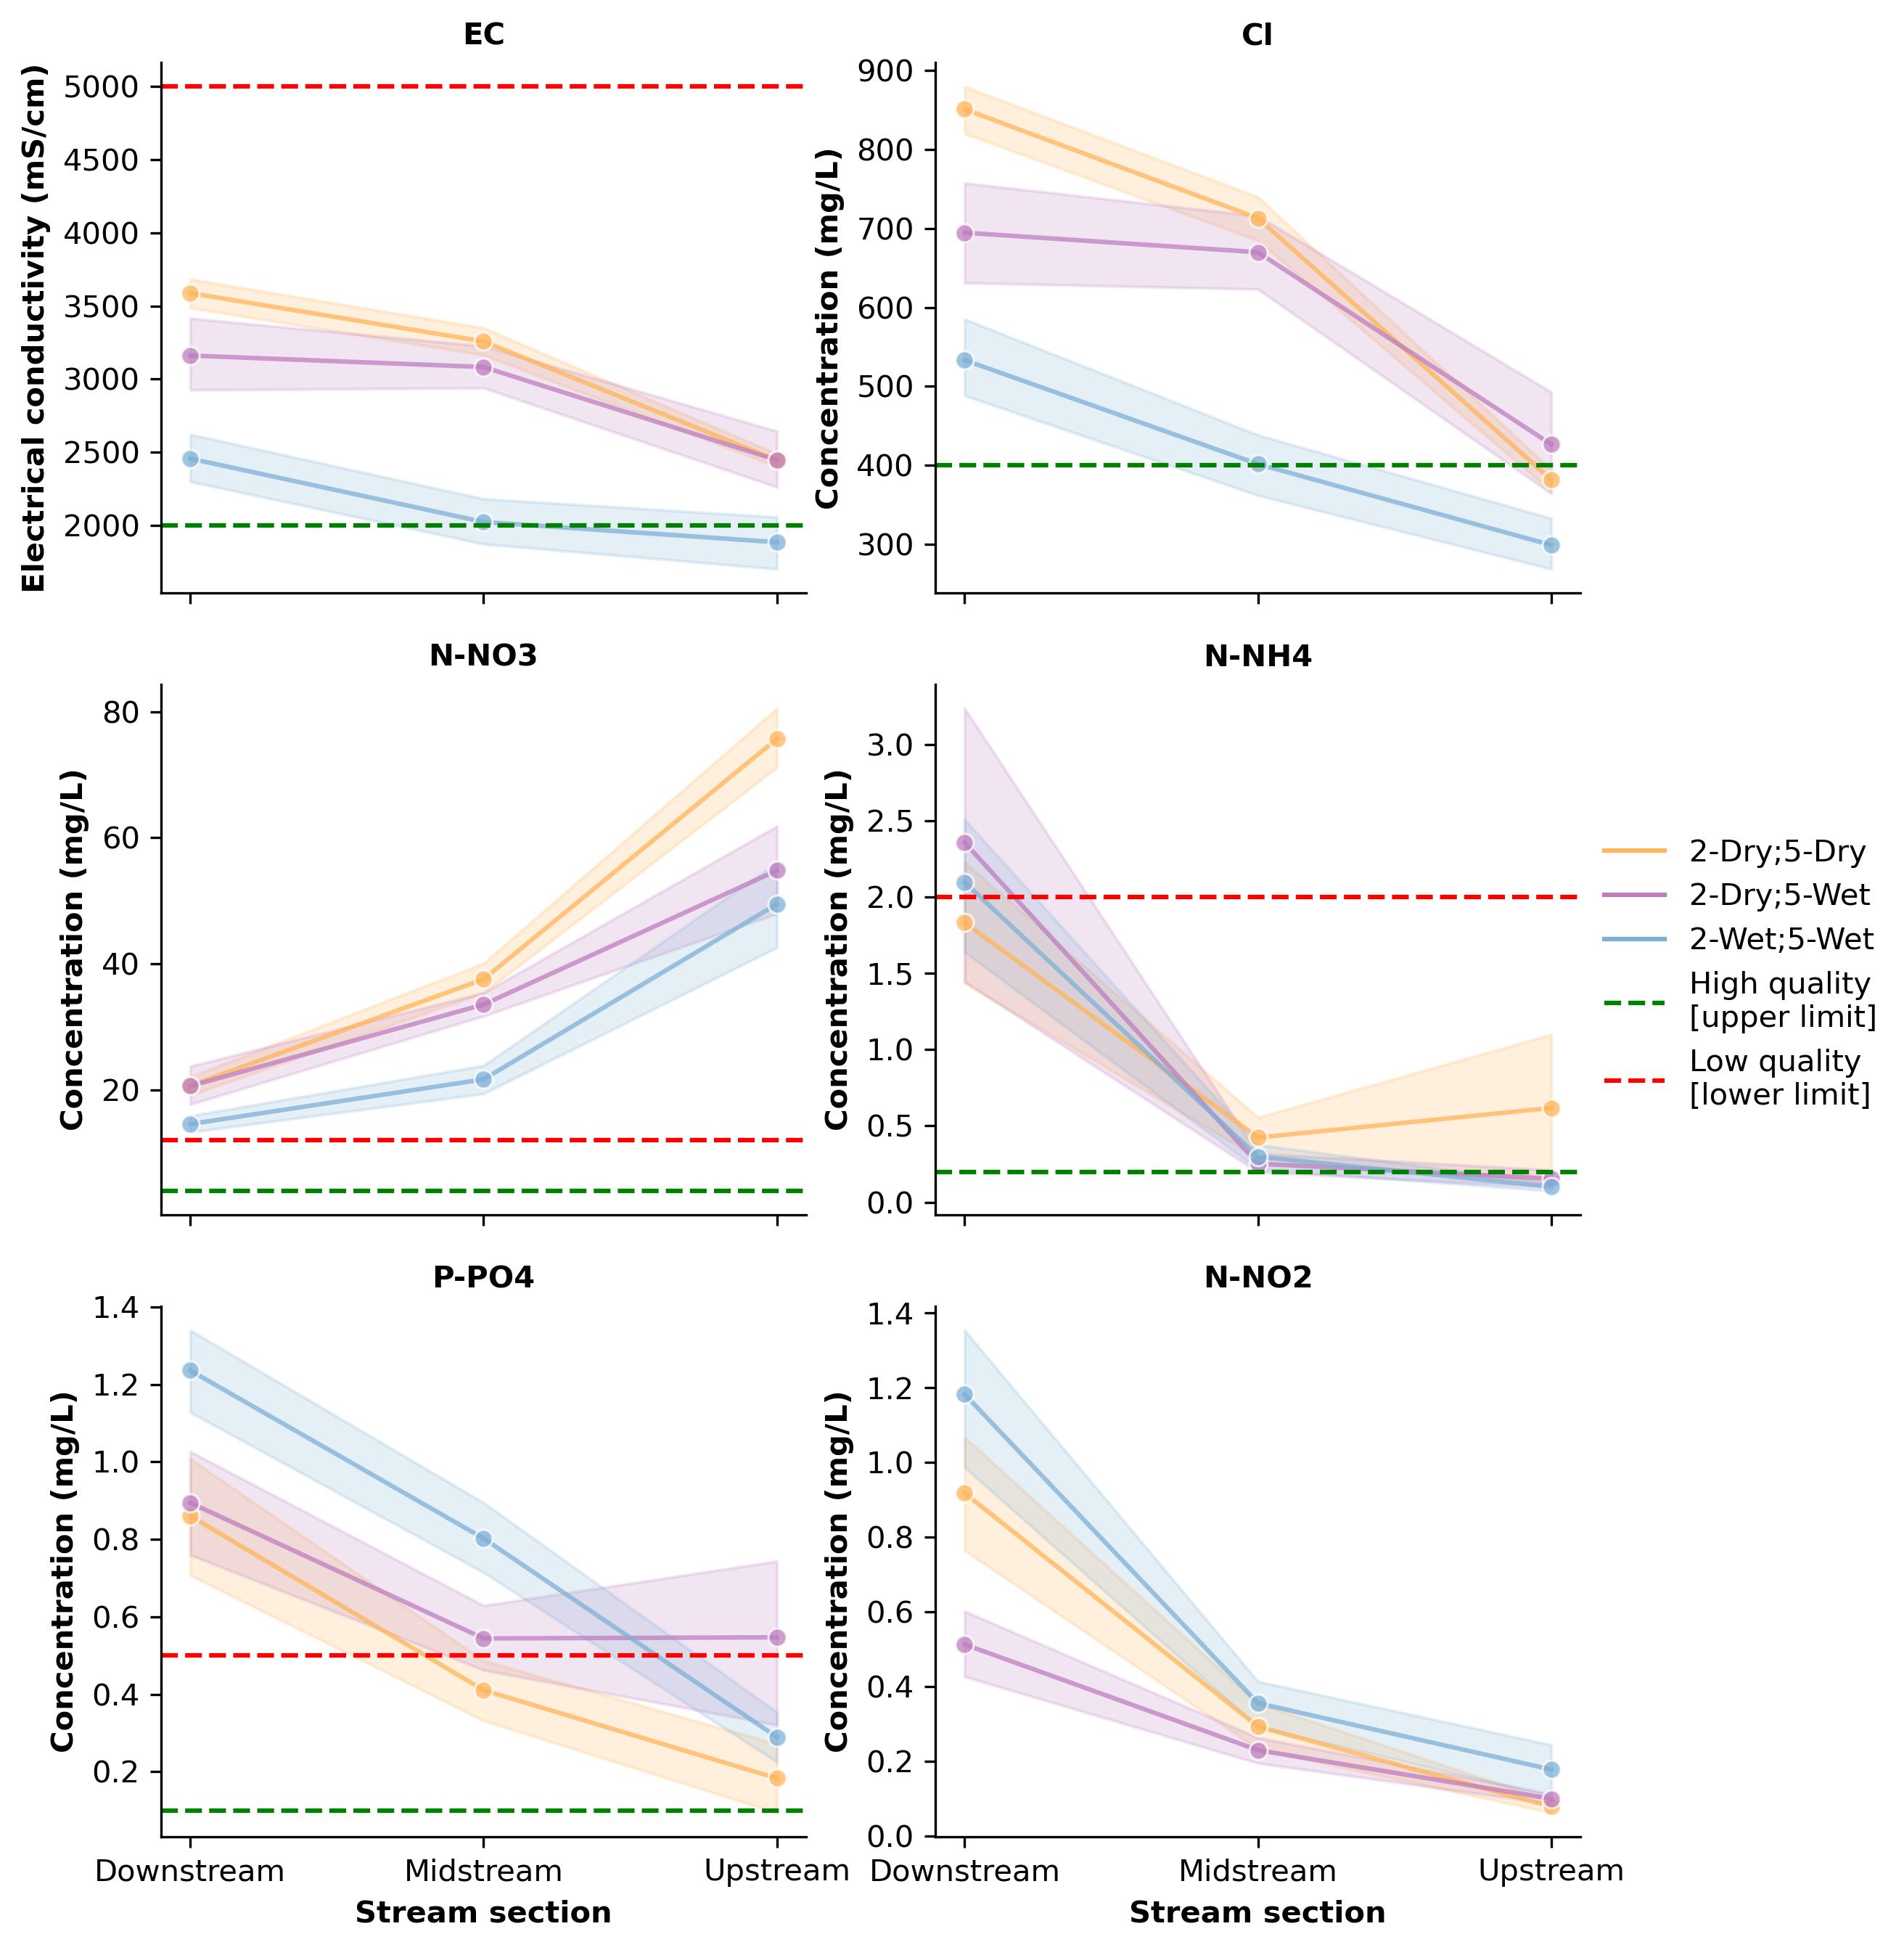 EC
Electrical conductivity (mS/cm)
5000
4500
4000
3500
3000
2500
2000
Cl
Concentration (mg/L)
900
800
700
600
500
400
300
N-NO3
Concentration (mg/L)
80
60
40
20
N-NH4
Concentration (mg/L)
3.0
2.5
2.0
1.5
1.0
0.5
0.0
2-Dry;5-Dry
2-Dry;5-Wet
2-Wet;5-Wet
High quality
[upper limit]
Low quality
[lower limit]
P-PO4
Concentration (mg/L)
1.4
1.2
1.0
0.8
0.6
0.4
0.2
Downstream
Midstream
Upstream
Stream section
N-NO2
Concentration (mg/L)
1.4
1.2
1.0
0.8
0.6
0.4
0.2
0.0
Downstream
Midstream
Upstream
Stream section